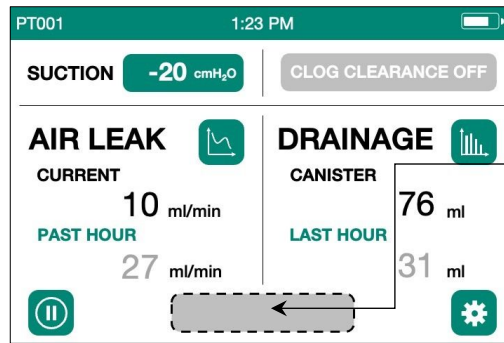 PT001 1:23 PM
SUCTION -20 cmH₂O CLOG CLEARANCE OFF
AIR LEAK DRAINAGE
CURRENT CANISTER
10 ml/min 76 ml
PAST HOUR LAST HOUR
27 ml/min 31 ml